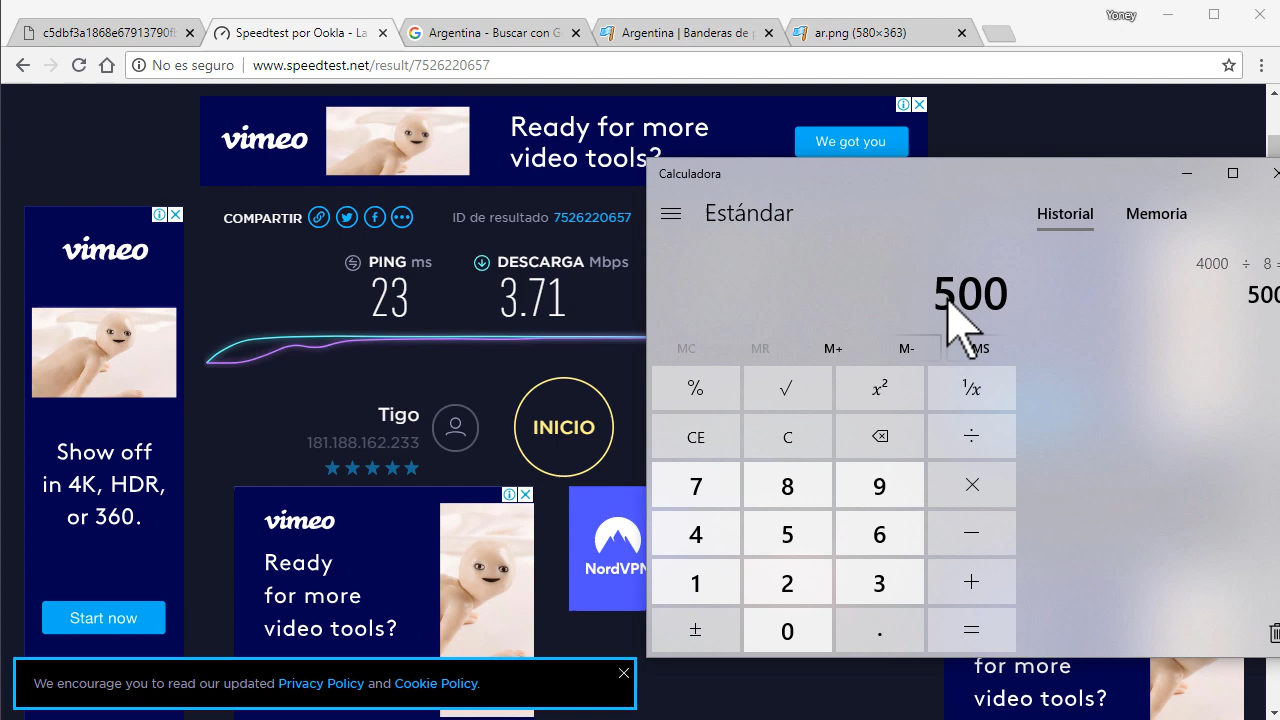 Yoney
c5dbf3a1868e67913790f
Speedtest por Ookla - La
Argentina - Buscar con G
Argentina | Banderas de
ar.png (580×363)
No es seguro
www.speedtest.net/result/7526220657
vimeo
Ready for more
video tools?
We got you
COMPARTIR
ID de resultado 7526220657
PING ms
23
DESCARGA Mbps
3.71
Tigo
181.188.162.233
INICIO
vimeo
Show off
in 4K, HDR,
or 360.
Start now
vimeo
Ready
for more
video tools?
NordVPN
Calculadora
Estándar
Historial
Memoria
4000 ÷ 8 =
500
500
MC MR M+ M- MS
% √ x² ¹/x
CE C ÷
7 8 9 ×
4 5 6 −
1 2 3 +
± 0 . =
for more
video tools?
We encourage you to read our updated Privacy Policy and Cookie Policy.